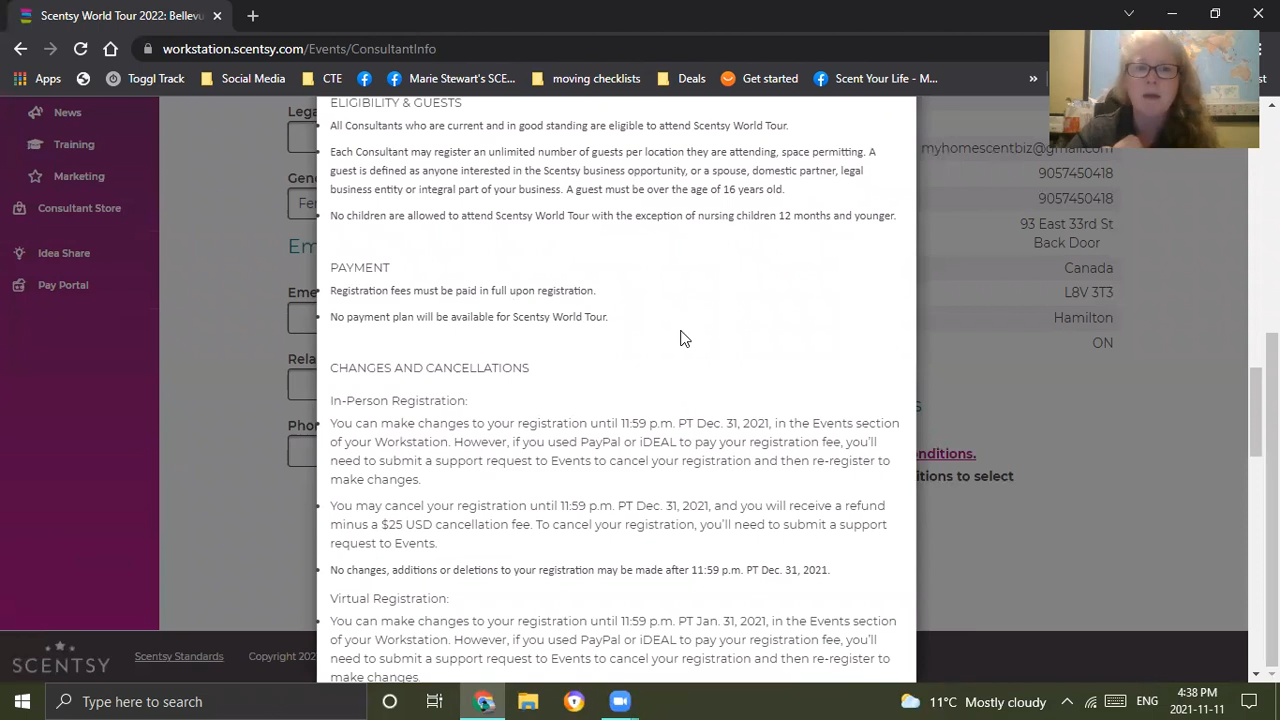 Scentsy World Tour 2022: Bellevu
workstation.scentsy.com/Events/ConsultantInfo
Apps Toggl Track Social Media CTE Marie Stewart's SCE... moving checklists Deals Get started Scent Your Life - M... »
News
Training
Marketing
Consultant Store
Idea Share
Pay Portal
Lega
Gend
Fe
Em
Eme
Rela
Pho
ELIGIBILITY & GUESTS
All Consultants who are current and in good standing are eligible to attend Scentsy World Tour.
Each Consultant may register an unlimited number of guests per location they are attending, space permitting. A
guest is defined as anyone interested in the Scentsy business opportunity, or a spouse, domestic partner, legal
business entity or integral part of your business. A guest must be over the age of 16 years old.
No children are allowed to attend Scentsy World Tour with the exception of nursing children 12 months and younger.
PAYMENT
Registration fees must be paid in full upon registration.
No payment plan will be available for Scentsy World Tour.
CHANGES AND CANCELLATIONS
In-Person Registration:
You can make changes to your registration until 11:59 p.m. PT Dec. 31, 2021, in the Events section
of your Workstation. However, if you used PayPal or iDEAL to pay your registration fee, you'll
need to submit a support request to Events to cancel your registration and then re-register to
make changes.
You may cancel your registration until 11:59 p.m. PT Dec. 31, 2021, and you will receive a refund
minus a $25 USD cancellation fee. To cancel your registration, you'll need to submit a support
request to Events.
No changes, additions or deletions to your registration may be made after 11:59 p.m. PT Dec. 31, 2021.
Virtual Registration:
You can make changes to your registration until 11:59 p.m. PT Jan. 31, 2021, in the Events section
of your Workstation. However, if you used PayPal or iDEAL to pay your registration fee, you'll
need to submit a support request to Events to cancel your registration and then re-register to
make changes.
myhomescentbiz@gmail.com
9057450418
9057450418
93 East 33rd St
Back Door
Canada
L8V 3T3
Hamilton
ON
s
nditions.
ditions to select
SCENTSY
Scentsy Standards Copyright 202
Type here to search
11°C Mostly cloudy ENG
4:38 PM
2021-11-11